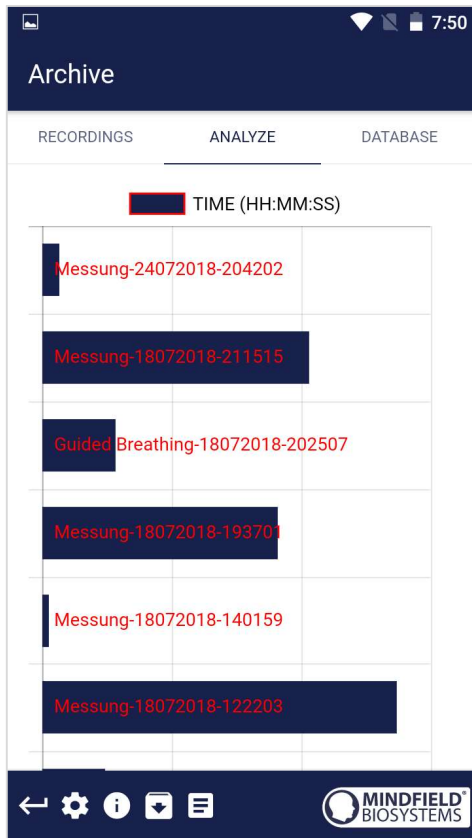 7:50
Archive
RECORDINGS ANALYZE DATABASE
TIME (HH:MM:SS)
Messung-24072018-204202
Messung-18072018-211515
Guided Breathing-18072018-202507
Messung-18072018-193701
Messung-18072018-140159
Messung-18072018-122203
MINDFIELD®
BIOSYSTEMS